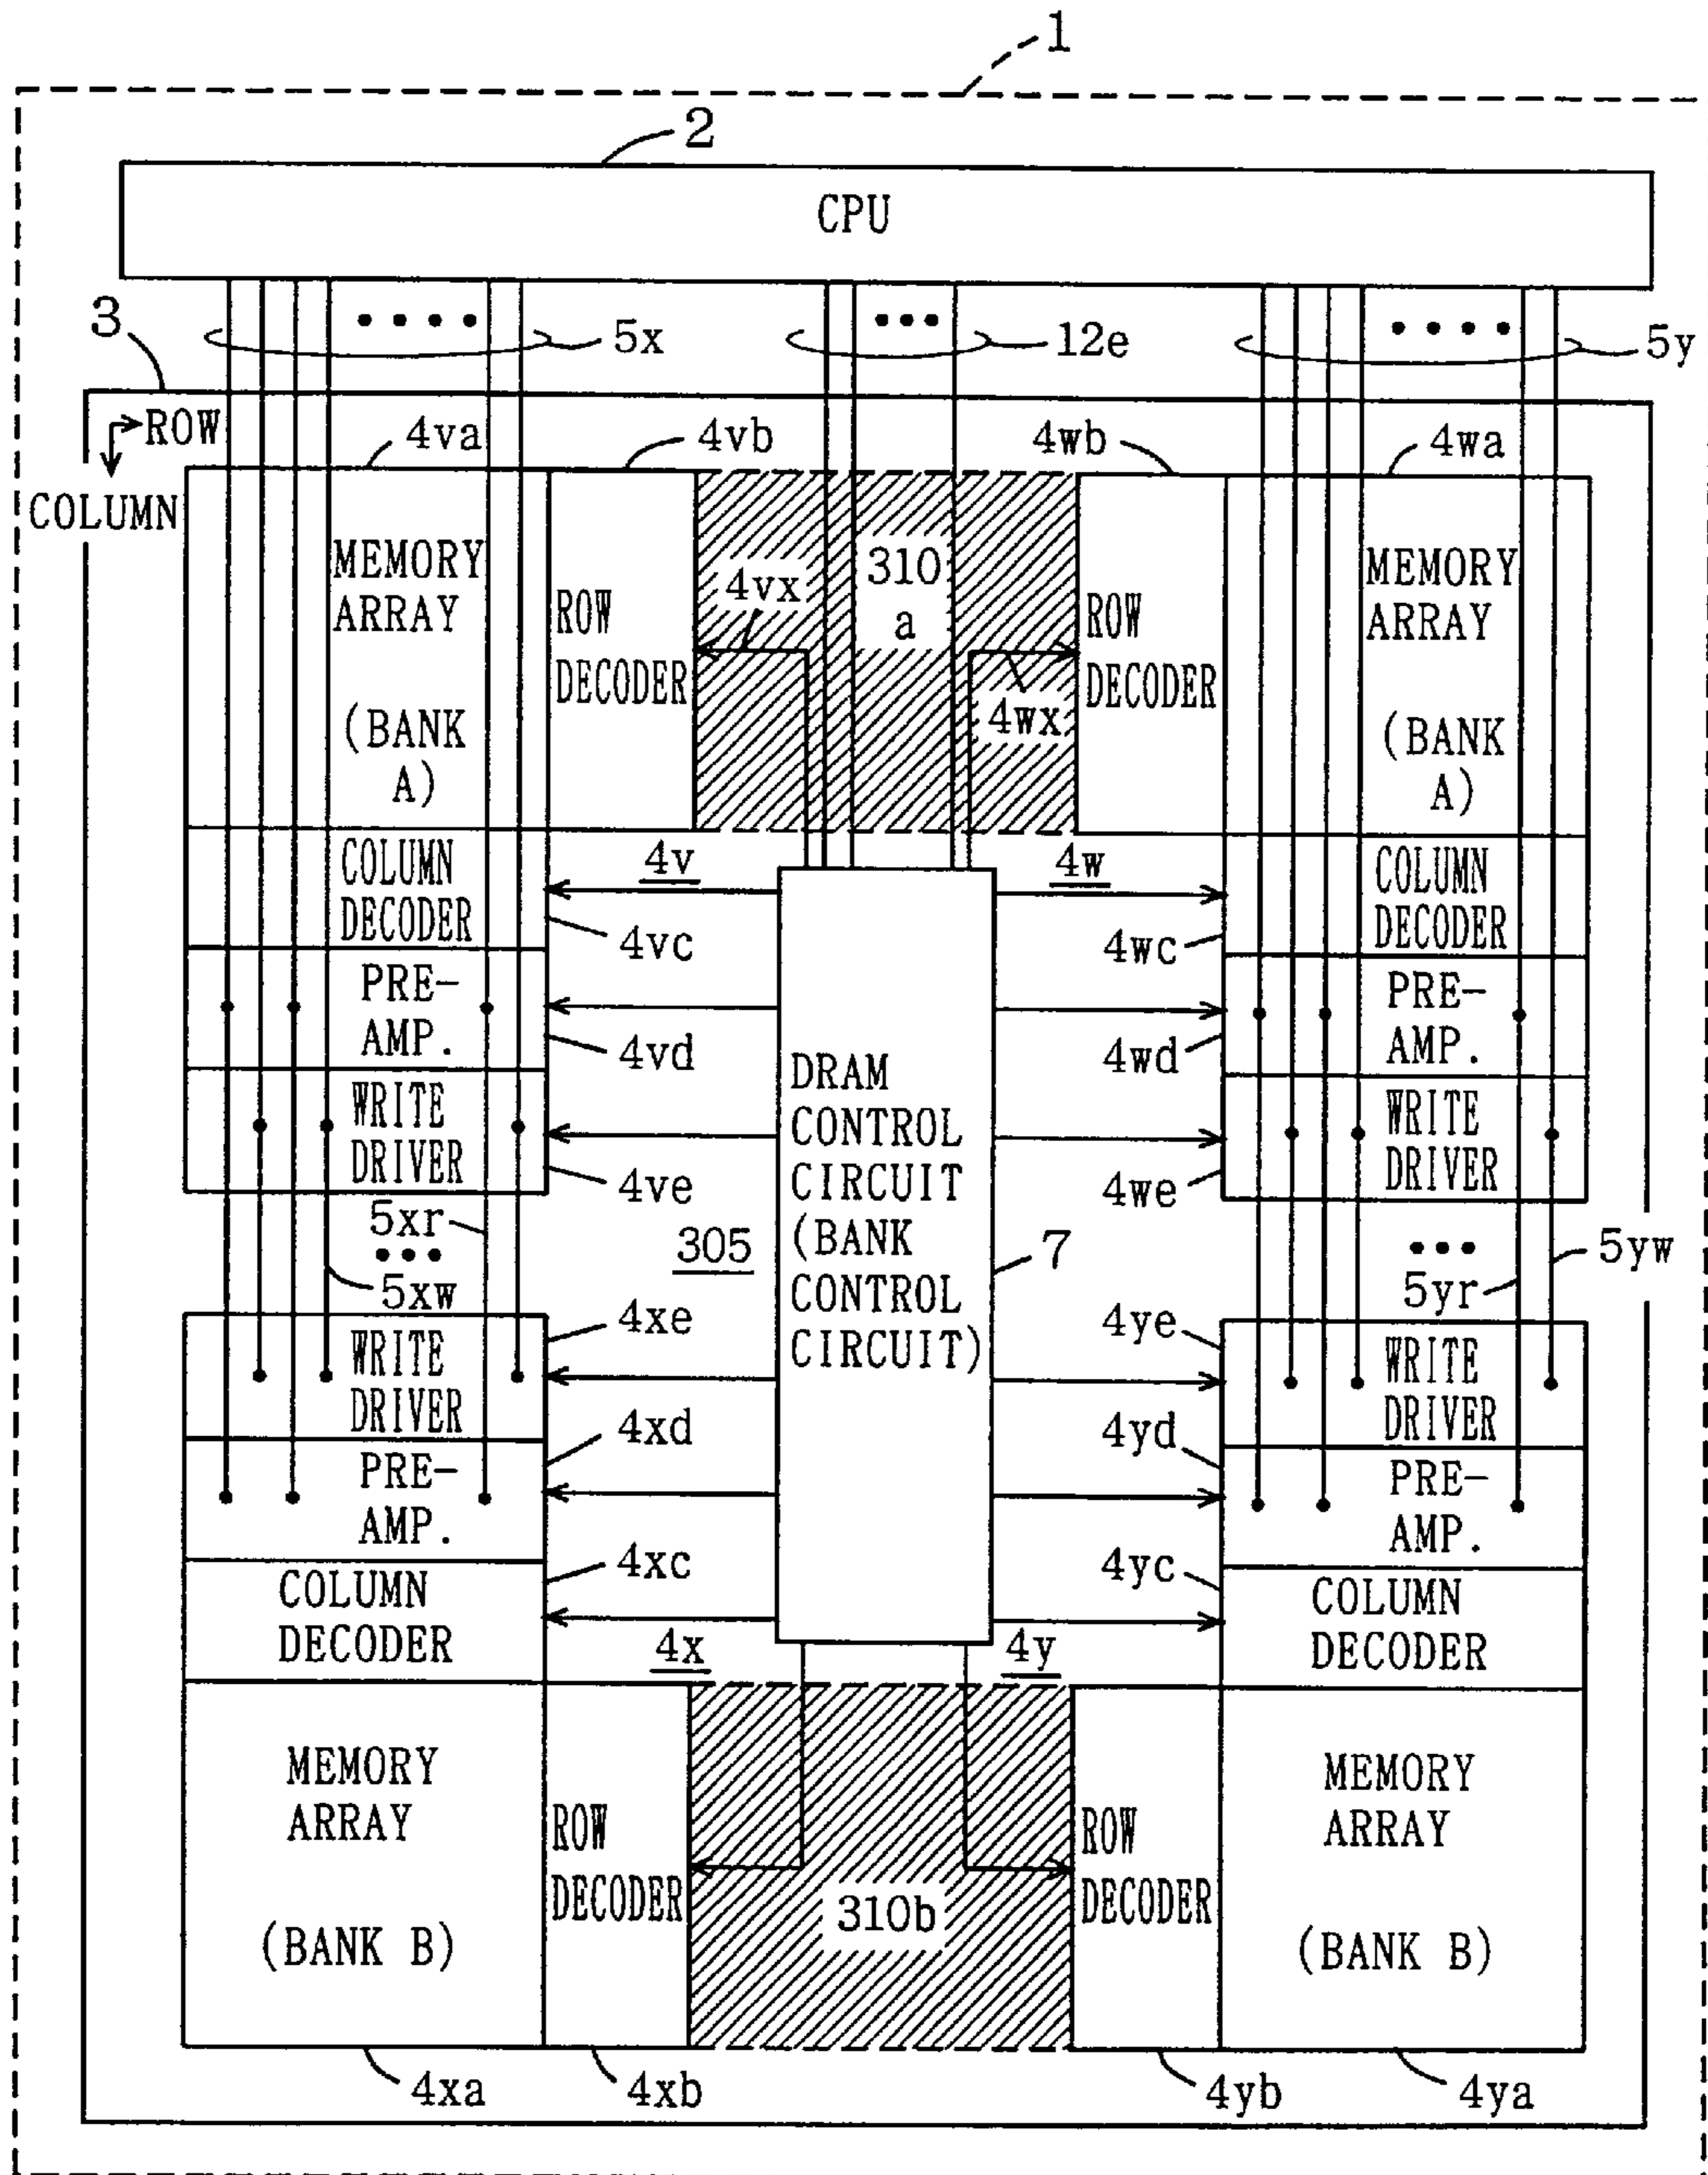 1
2
CPU
3
5x
12e
5y
ROW
COLUMN
4va
4vb
4wb
4wa
MEMORY
ARRAY
(BANK
A)
ROW
DECODER
4vx
310
a
4wx
ROW
DECODER
MEMORY
ARRAY
(BANK
A)
COLUMN
DECODER
4v
4vc
4w
4wc
COLUMN
DECODER
PRE-
AMP.
4vd
4wd
PRE-
AMP.
WRITE
DRIVER
4ve
4we
WRITE
DRIVER
DRAM
CONTROL
CIRCUIT
(BANK
CONTROL
CIRCUIT)
7
5xr
5xw
305
5yr
5yw
4xe
WRITE
DRIVER
4ye
WRITE
DRIVER
4xd
PRE-
AMP.
4yd
PRE-
AMP.
4xc
COLUMN
DECODER
4yc
COLUMN
DECODER
4x
4y
MEMORY
ARRAY
(BANK B)
ROW
DECODER
310b
ROW
DECODER
MEMORY
ARRAY
(BANK B)
4xa
4xb
4yb
4ya